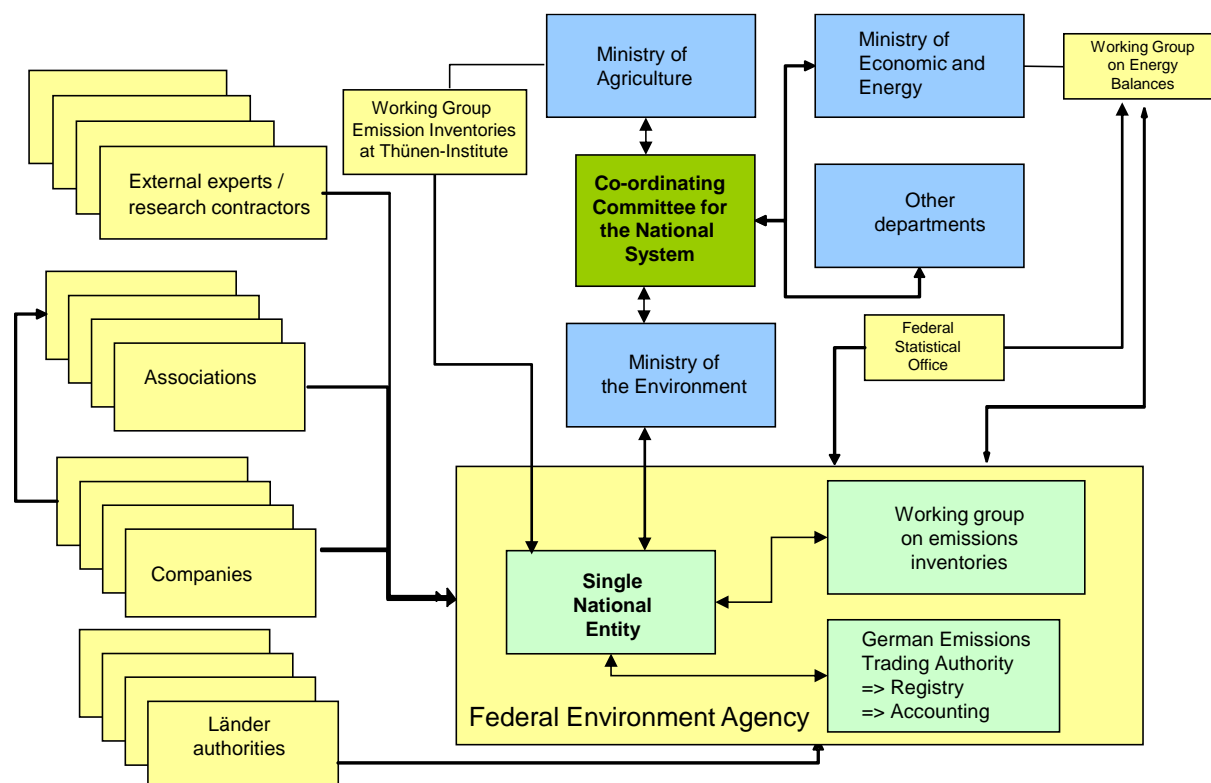 Ministry of
Agriculture
Ministry of
Economic and
Energy
Working Group
on Energy
Balances
Working Group
Emission Inventories
at Thünen-Institute
External experts /
research contractors
Co-ordinating
Committee for
the National
System
Other
departments
Federal
Statistical
Office
Ministry of
the Environment
Associations
Companies
Länder
authorities
Working group
on emissions
inventories
Single
National
Entity
German Emissions
Trading Authority
=> Registry
=> Accounting
Federal Environment Agency